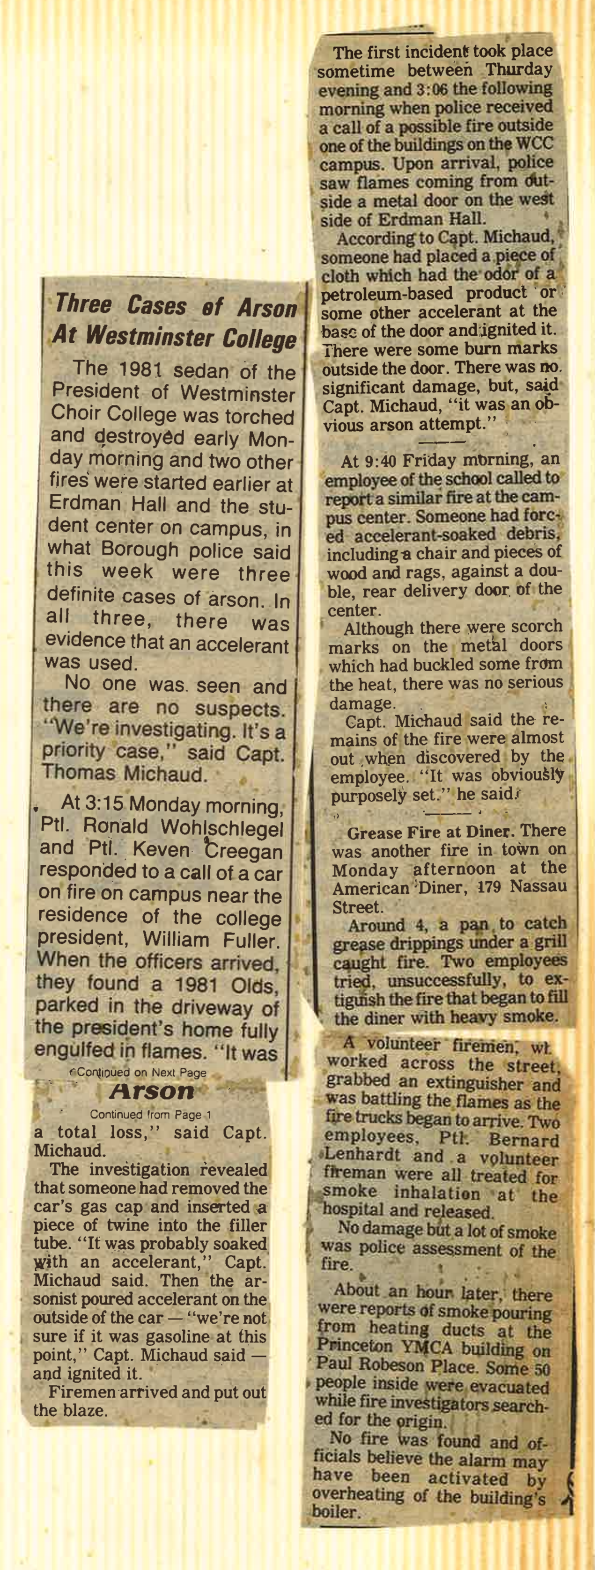 Three Cases of Arson
At Westminster College
The 1981 sedan of the
President of Westminster
Choir College was torched
and destroyed early Mon-
day morning and two other
fires were started earlier at
Erdman Hall and the stu-
dent center on campus, in
what Borough police said
this week were three
definite cases of arson. In
all three, there was
evidence that an accelerant
was used.
No one was seen and
there are no suspects.
"We're investigating. It's a
priority case," said Capt.
Thomas Michaud.
At 3:15 Monday morning,
Ptl. Ronald Wohlschlegel
and Ptl. Keven Creegan
responded to a call of a car
on fire on campus near the
residence of the college
president, William Fuller.
When the officers arrived,
they found a 1981 Olds,
parked in the driveway of
the president's home fully
engulfed in flames. "It was
Continued on Next Page
Arson
Continued from Page 1
a total loss," said Capt.
Michaud.
The investigation revealed
that someone had removed the
car's gas cap and inserted a
piece of twine into the filler
tube. "It was probably soaked
with an accelerant," Capt.
Michaud said. Then the ar-
sonist poured accelerant on the
outside of the car — "we're not
sure if it was gasoline at this
point," Capt. Michaud said —
and ignited it.
Firemen arrived and put out
the blaze.
The first incident took place
sometime between Thurday
evening and 3:06 the following
morning when police received
a call of a possible fire outside
one of the buildings on the WCC
campus. Upon arrival, police
saw flames coming from out-
side a metal door on the west
side of Erdman Hall.
According to Capt. Michaud,
someone had placed a piece of
cloth which had the odor of a
petroleum-based product or
some other accelerant at the
base of the door and ignited it.
There were some burn marks
outside the door. There was no
significant damage, but, said
Capt. Michaud, "it was an ob-
vious arson attempt."
At 9:40 Friday morning, an
employee of the school called to
report a similar fire at the cam-
pus center. Someone had forc-
ed accelerant-soaked debris,
including a chair and pieces of
wood and rags, against a dou-
ble, rear delivery door of the
center.
Although there were scorch
marks on the metal doors
which had buckled some from
the heat, there was no serious
damage.
Capt. Michaud said the re-
mains of the fire were almost
out when discovered by the
employee. "It was obviously
purposely set." he said.
Grease Fire at Diner. There
was another fire in town on
Monday afternoon at the
American Diner, 179 Nassau
Street.
Around 4, a pan to catch
grease drippings under a grill
caught fire. Two employees
tried, unsuccessfully, to ex-
tiguish the fire that began to fill
the diner with heavy smoke.
A volunteer firemen,
worked across the street,
grabbed an extinguisher and
was battling the flames as the
fire trucks began to arrive. Two
employees, Ptl. Bernard
Lenhardt and a volunteer
fireman were all treated for
smoke inhalation at the
hospital and released.
No damage but a lot of smoke
was police assessment of the
fire.
About an hour later, there
were reports of smoke pouring
from heating ducts at the
Princeton YMCA building on
Paul Robeson Place. Some 50
people inside were evacuated
while fire investigators search-
ed for the origin.
No fire was found and of-
ficials believe the alarm may
have been activated by
overheating of the building's
boiler.